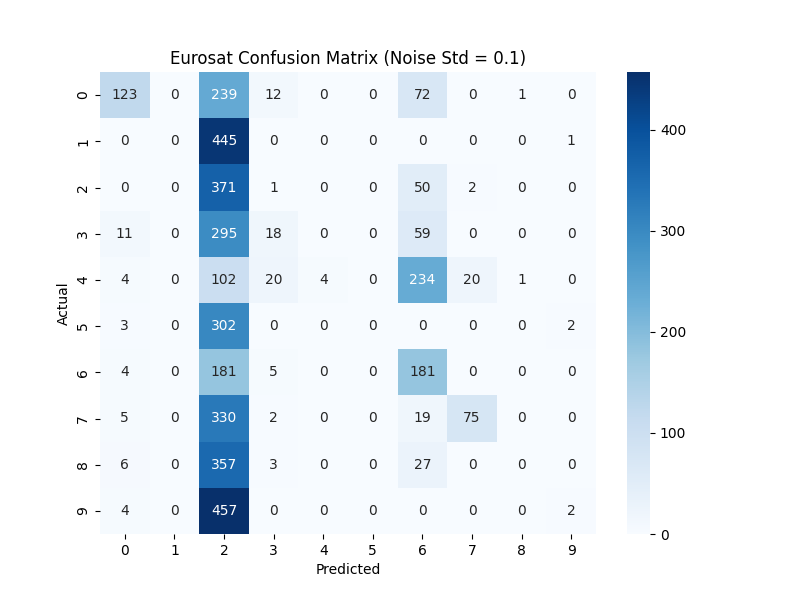 Eurosat Confusion Matrix (Noise Std = 0.1)
0 123 0 239 12 0 0 72 0 1 0
1 0 0 445 0 0 0 0 0 0 1
2 0 0 371 1 0 0 50 2 0 0
3 11 0 295 18 0 0 59 0 0 0
4 4 0 102 20 4 0 234 20 1 0
5 3 0 302 0 0 0 0 0 0 2
6 4 0 181 5 0 0 181 0 0 0
7 5 0 330 2 0 0 19 75 0 0
8 6 0 357 3 0 0 27 0 0 0
9 4 0 457 0 0 0 0 0 0 2
0 1 2 3 4 5 6 7 8 9
Predicted
Actual
400
300
200
100
0